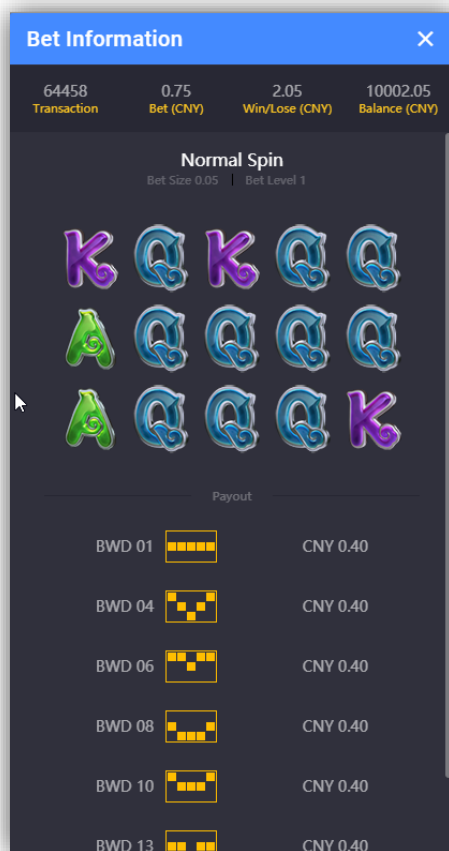 Bet Information
64458 0.75 2.05 10002.05
Transaction Bet (CNY) Win/Lose (CNY) Balance (CNY)
Normal Spin
Bet Size 0.05 | Bet Level 1
K Q K Q Q
A Q Q Q Q
A Q Q Q K
Payout
BWD 01 CNY 0.40
BWD 04 CNY 0.40
BWD 06 CNY 0.40
BWD 08 CNY 0.40
BWD 10 CNY 0.40
BWD 13 CNY 0.40